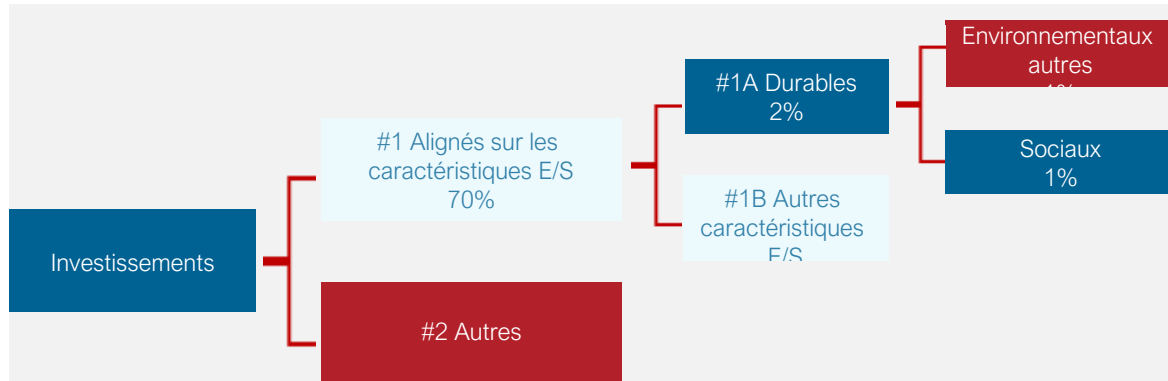 Investissements
#1 Alignés sur les
caractéristiques E/S
70%
#2 Autres
#1A Durables
2%
#1B Autres
caractéristiques
E/S
Environnementaux
autres
Sociaux
1%